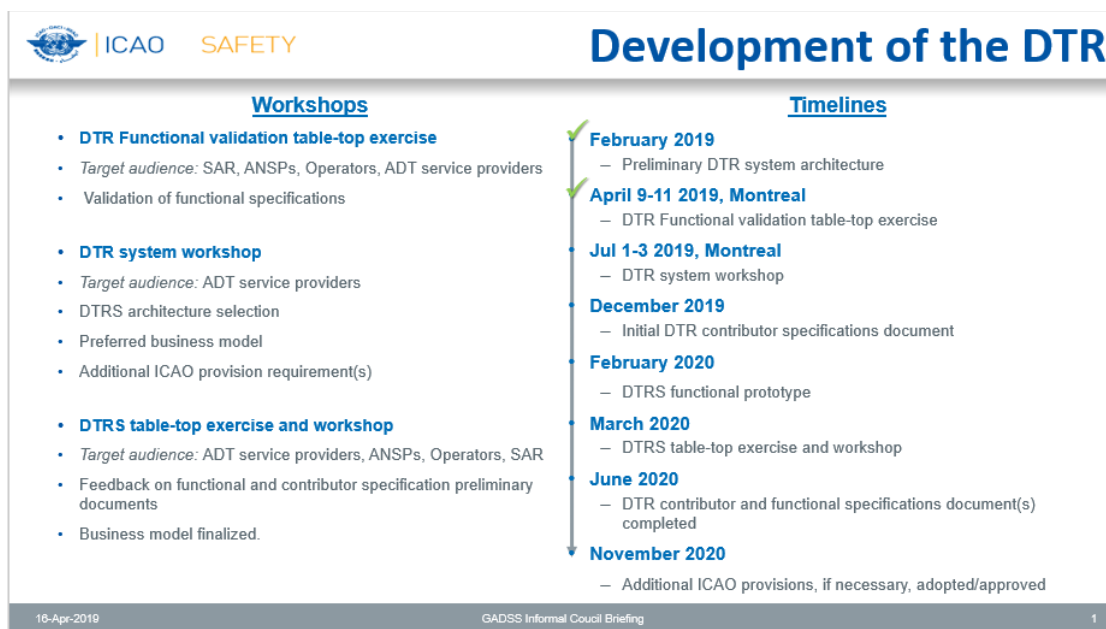 ICAO SAFETY
Development of the DTR
Workshops
• DTR Functional validation table-top exercise
• Target audience: SAR, ANSPs, Operators, ADT service providers
• Validation of functional specifications
• DTR system workshop
• Target audience: ADT service providers
• DTRS architecture selection
• Preferred business model
• Additional ICAO provision requirement(s)
• DTRS table-top exercise and workshop
• Target audience: ADT service providers, ANSPs, Operators, SAR
• Feedback on functional and contributor specification preliminary
documents
• Business model finalized.
Timelines
• February 2019
– Preliminary DTR system architecture
• April 9-11 2019, Montreal
– DTR Functional validation table-top exercise
• Jul 1-3 2019, Montreal
– DTR system workshop
• December 2019
– Initial DTR contributor specifications document
• February 2020
– DTRS functional prototype
• March 2020
– DTRS table-top exercise and workshop
• June 2020
– DTR contributor and functional specifications document(s)
completed
• November 2020
– Additional ICAO provisions, if necessary, adopted/approved
16-Apr-2019
GADSS Informal Coucil Briefing
1